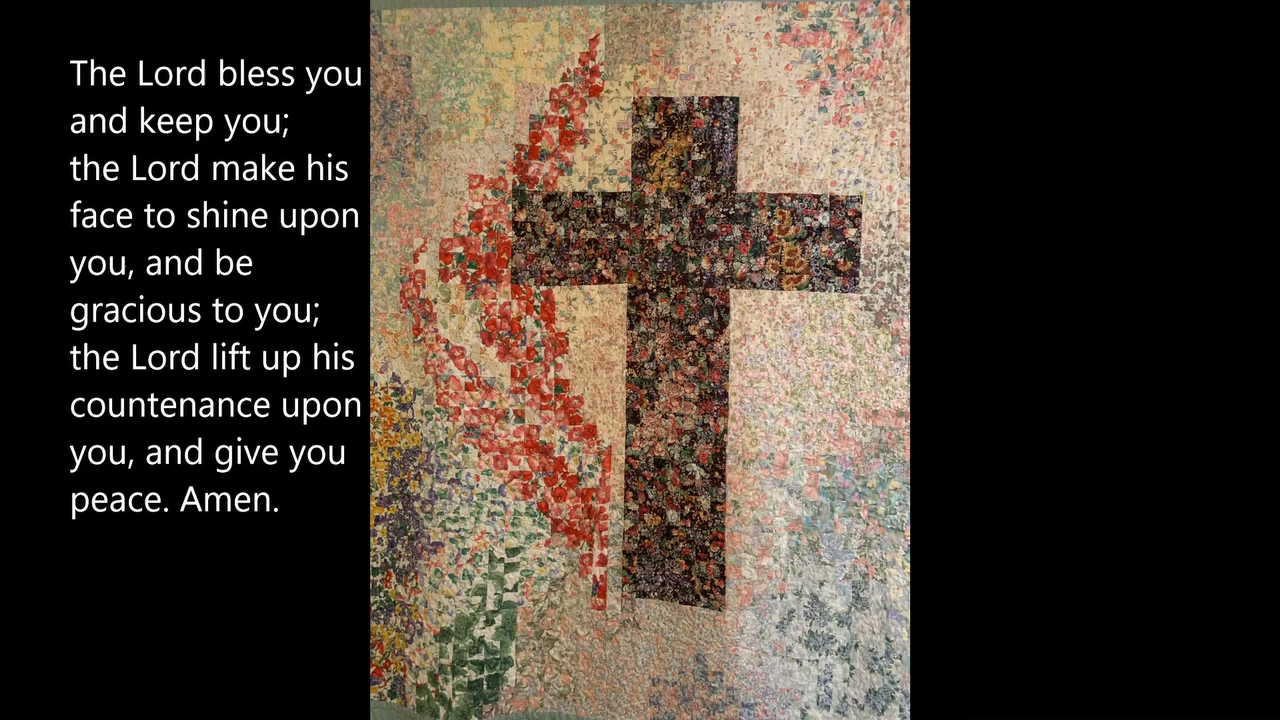 The Lord bless you
and keep you;
the Lord make his
face to shine upon
you, and be
gracious to you;
the Lord lift up his
countenance upon
you, and give you
peace. Amen.